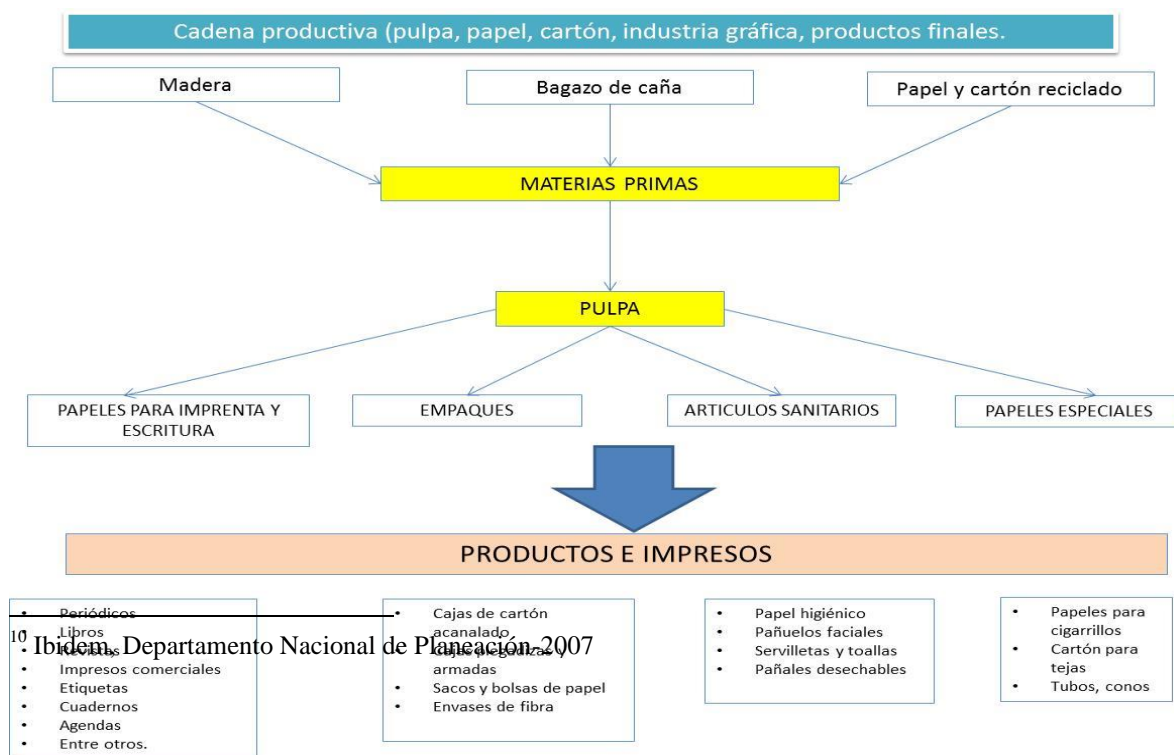 Cadena productiva (pulpa, papel, cartón, industria gráfica, productos finales.
Madera
Bagazo de caña
Papel y cartón reciclado
MATERIAS PRIMAS
PULPA
PAPELES PARA IMPRENTA Y
ESCRITURA
EMPAQUES
ARTICULOS SANITARIOS
PAPELES ESPECIALES
PRODUCTOS E IMPRESOS
• Periódicos
• Libros
• Revistas
• Impresos comerciales
• Etiquetas
• Cuadernos
• Agendas
• Entre otros.
• Cajas de cartón
acanalado
• Cajas plegadizas y
armadas
• Sacos y bolsas de papel
• Envases de fibra
• Papel higiénico
• Pañuelos faciales
• Servilletas y toallas
• Pañales desechables
• Papeles para
cigarrillos
• Cartón para
tejas
• Tubos, conos
10 Ibidem, Departamento Nacional de Planeación-2007